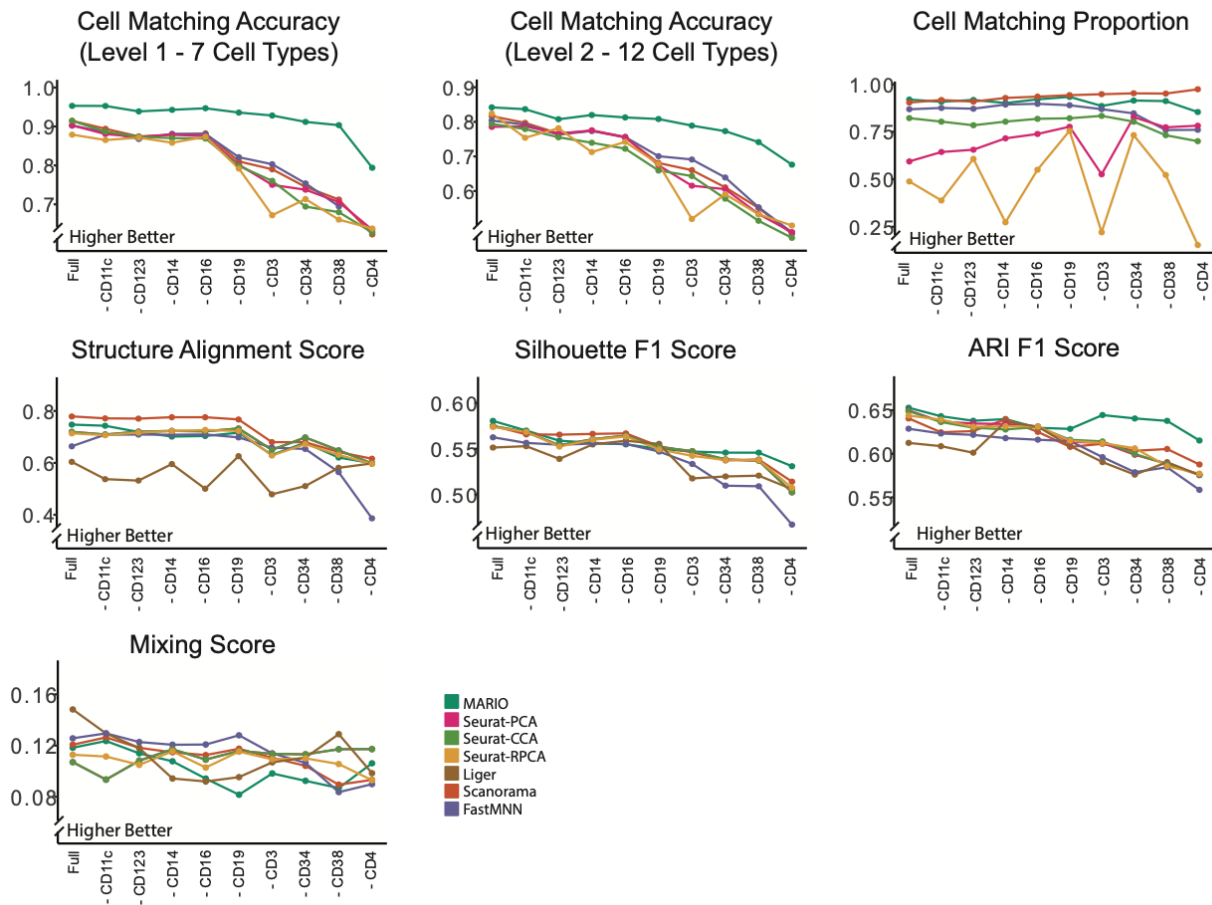 Cell Matching Accuracy
(Level 1 - 7 Cell Types)
1.0
0.9
0.8
0.7
Higher Better
Full
- CD11c
- CD123
- CD14
- CD16
- CD19
- CD3
- CD34
- CD38
- CD4
Cell Matching Accuracy
(Level 2 - 12 Cell Types)
0.9
0.8
0.7
0.6
Higher Better
Full
- CD11c
- CD123
- CD14
- CD16
- CD19
- CD3
- CD34
- CD38
- CD4
Cell Matching Proportion
1.00
0.75
0.50
0.25
Higher Better
Full
- CD11c
- CD123
- CD14
- CD16
- CD19
- CD3
- CD34
- CD38
- CD4
Structure Alignment Score
0.8
0.6
0.4
Higher Better
Full
- CD11c
- CD123
- CD14
- CD16
- CD19
- CD3
- CD34
- CD38
- CD4
Silhouette F1 Score
0.60
0.55
0.50
Higher Better
Full
- CD11c
- CD123
- CD14
- CD16
- CD19
- CD3
- CD34
- CD38
- CD4
ARI F1 Score
0.65
0.60
0.55
Higher Better
Full
- CD11c
- CD123
- CD14
- CD16
- CD19
- CD3
- CD34
- CD38
- CD4
Mixing Score
0.16
0.12
0.08
Higher Better
Full
- CD11c
- CD123
- CD14
- CD16
- CD19
- CD3
- CD34
- CD38
- CD4
MARIO
Seurat-PCA
Seurat-CCA
Seurat-RPCA
Liger
Scanorama
FastMNN